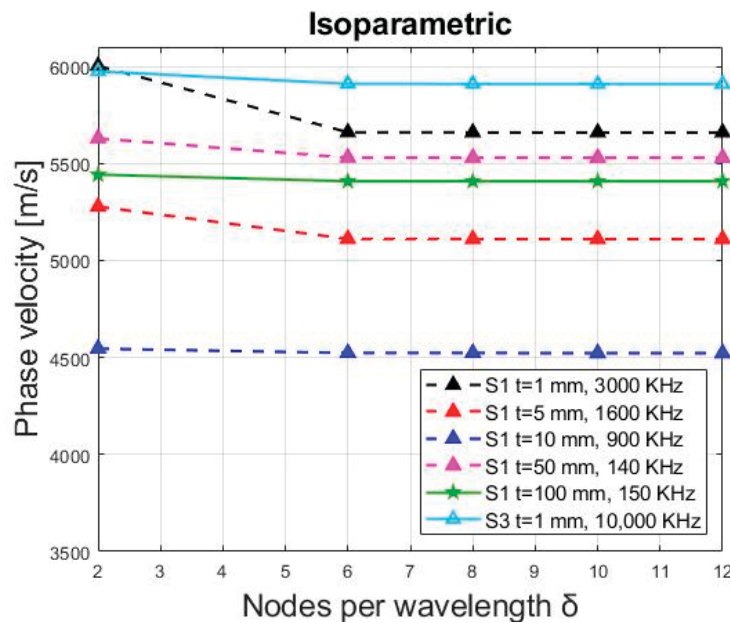 Isoparametric
Phase velocity [m/s]
6000
5500
5000
4500
4000
3500
S1 t=1 mm, 3000 KHz
S1 t=5 mm, 1600 KHz
S1 t=10 mm, 900 KHz
S1 t=50 mm, 140 KHz
S1 t=100 mm, 150 KHz
S3 t=1 mm, 10,000 KHz
2 3 4 5 6 7 8 9 10 11 12
Nodes per wavelength δ